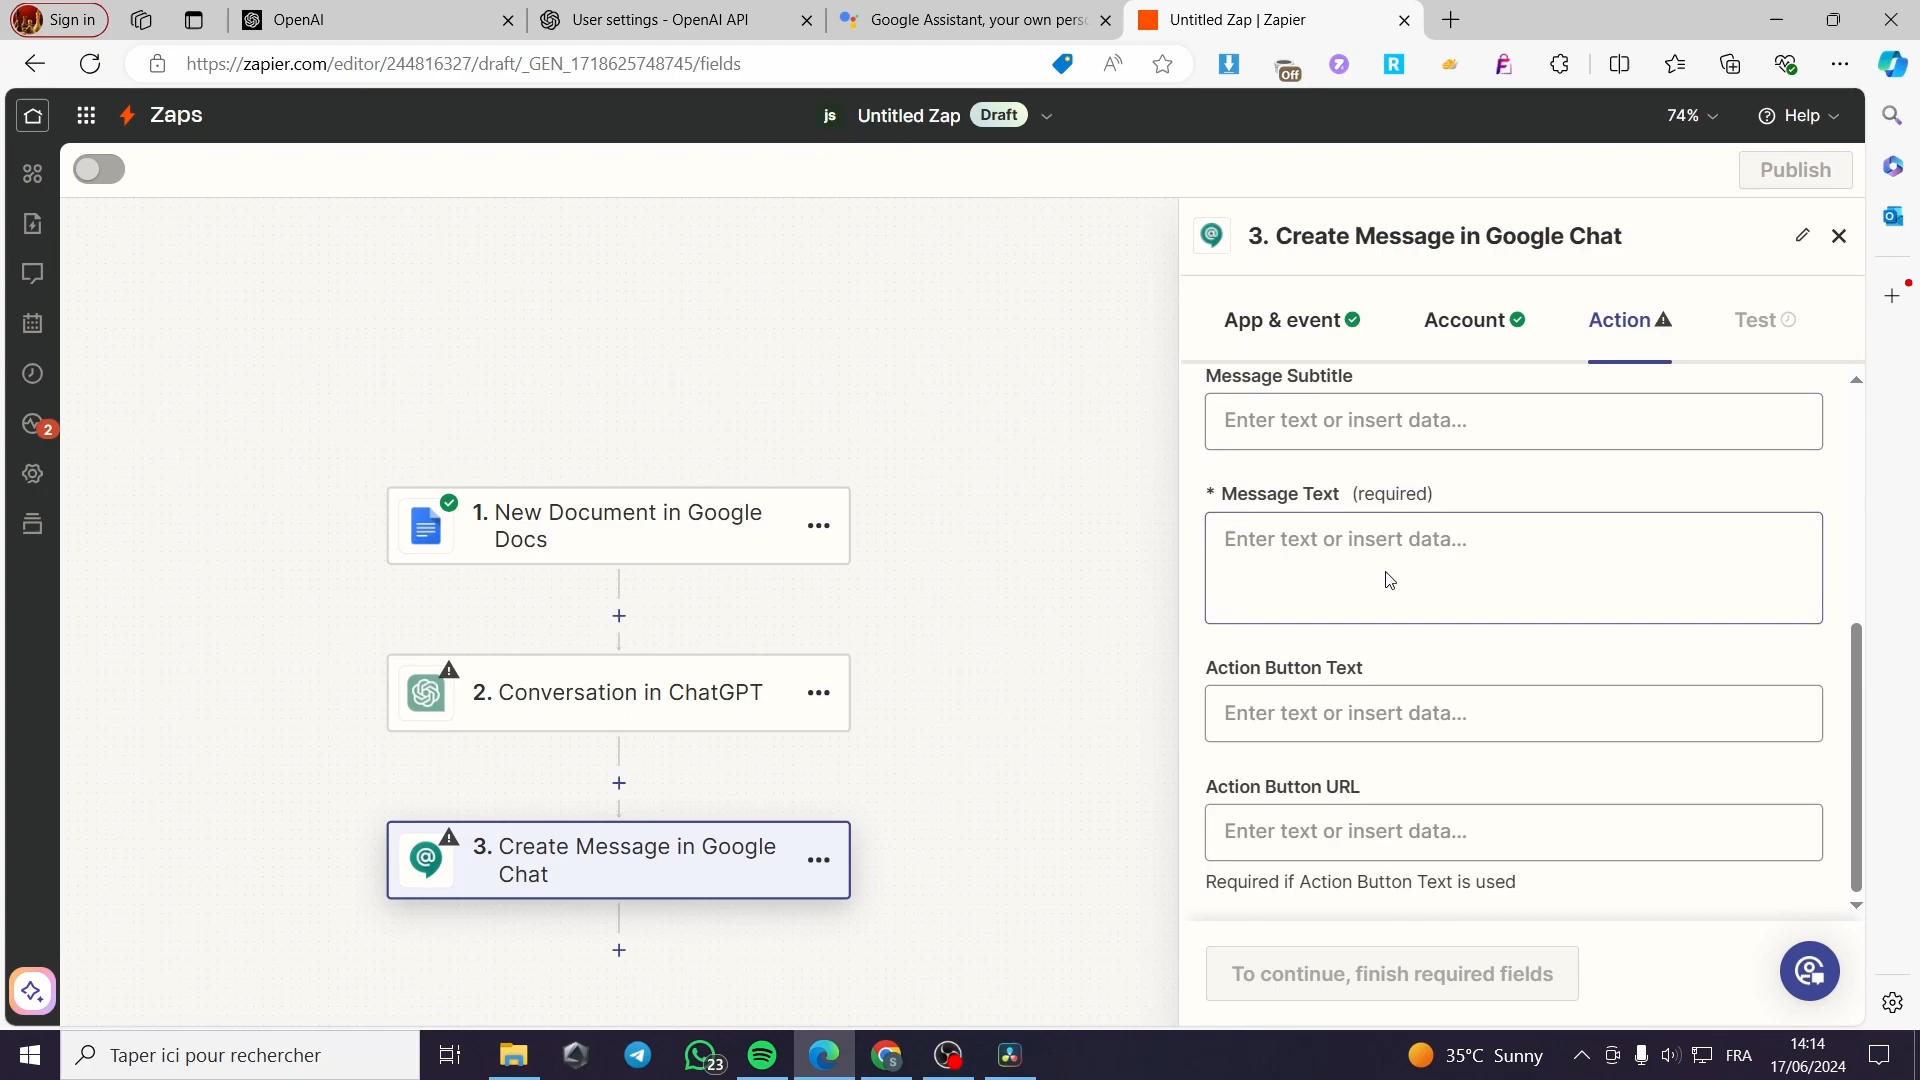 Sign in
OpenAI
User settings - OpenAI API
Google Assistant, your own perso
Untitled Zap | Zapier
https://zapier.com/editor/244816327/draft/_GEN_1718625748745/fields
Off
Zaps
js
Untitled Zap
Draft
74%
Help
Publish
3. Create Message in Google Chat
App & event
Account
Action
Test
Message Subtitle
Enter text or insert data...
* Message Text (required)
Enter text or insert data...
Action Button Text
Enter text or insert data...
Action Button URL
Enter text or insert data...
Required if Action Button Text is used
To continue, finish required fields
2
1. New Document in Google
Docs
2. Conversation in ChatGPT
3. Create Message in Google
Chat
Taper ici pour rechercher
23
35°C Sunny
FRA
14:14
17/06/2024